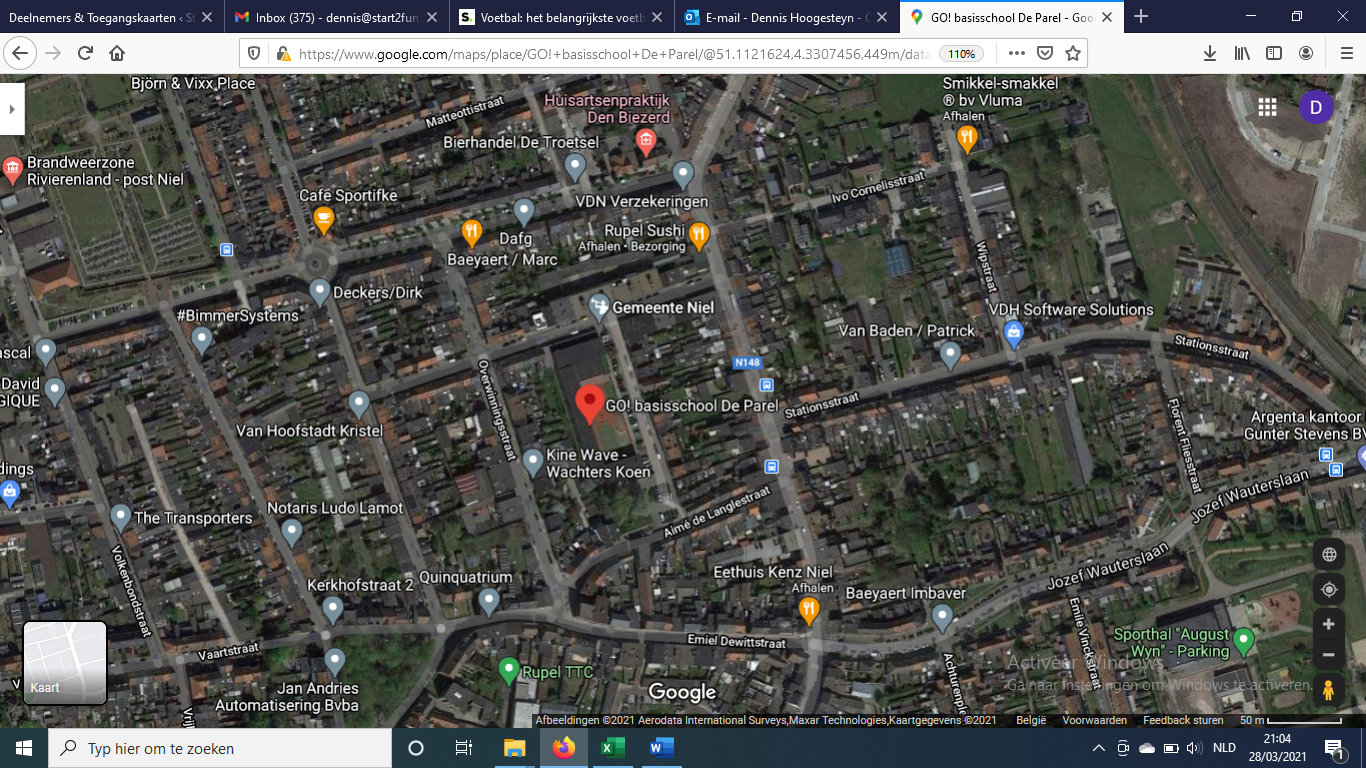 Deelnemers & Toegangskaarten ‹ St
Inbox (375) - dennis@start2fun.
Voetbal: het belangrijkste voetb
E-mail - Dennis Hoogesteyn - O
GO! basisschool De Parel - Goo
https://www.google.com/maps/place/GO!+basisschool+De+Parel/@51.1121624,4.3307456,449m/data
110%
Björn & Vixx Place
Matteottistraat
Huisartsenpraktijk
Den Biezerd
Smikkel-smakkel
® bv Vluma
Afhalen
D
Bierhandel De Troetsel
Brandweerzone
Rivierenland - post Niel
Café Sportifke
VDN Verzekeringen
Ivo Cornelisstraat
Dafg
Rupel Sushi
Afhalen • Bezorging
Baeyaert / Marc
Wipstraat
Deckers/Dirk
Gemeente Niel
#BimmerSystems
VDH Software Solutions
Van Baden / Patrick
Stationsstraat
ascal
N148
David
GIQUE
Overwinningsstraat
GO! basisschool De Parel
Stationsstraat
Florent Fliesstraat
Argenta kantoor
Gunter Stevens BV
Van Hoofstadt Kristel
Kine Wave -
Wachters Koen
dings
Jozef Wauterslaan
Notaris Ludo Lamot
The Transporters
Aimé de Langlestraat
Volkenbondstraat
Jozef Wauterslaan
Kerkhofstraat 2
Quinquatrium
Eethuis Kenz Niel
Afhalen
Baeyaert Imbaver
Emile Vinckstraat
Sporthal "August
Wyn" - Parking
Emiel Dewittstraat
Vaartstraat
Achturenple
Activeer Windows
Ga naar Instellingen om Windows te activeren.
Rupel TTC
Kaart
Jan Andries
Automatisering Bvba
Vrij
Google
Afbeeldingen ©2021 Aerodata International Surveys,Maxar Technologies,Kaartgegevens ©2021
België
Voorwaarden
Feedback sturen
50 m
Typ hier om te zoeken
NLD
21:04
28/03/2021
1